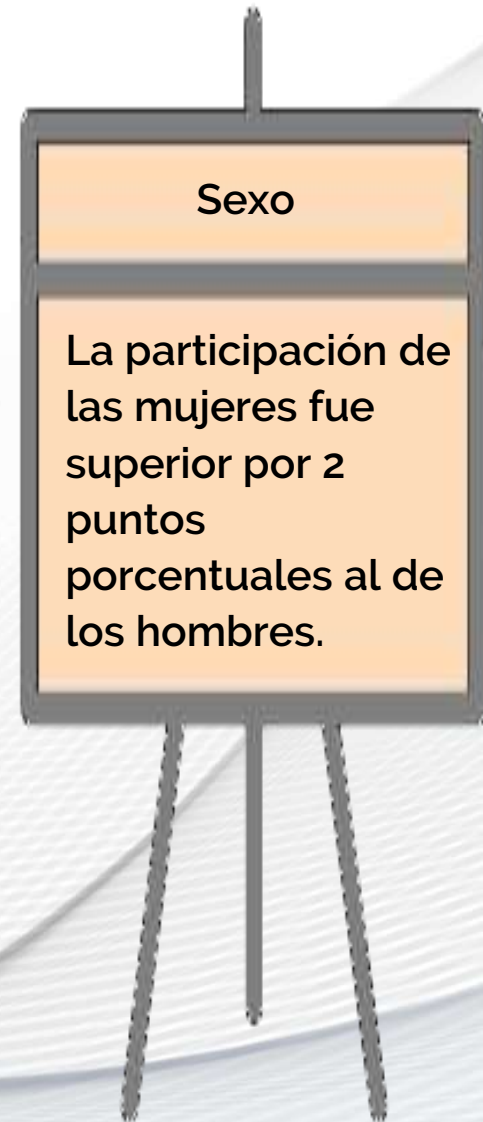 Sexo
La participación de
las mujeres fue
superior por 2
puntos
porcentuales al de
los hombres.